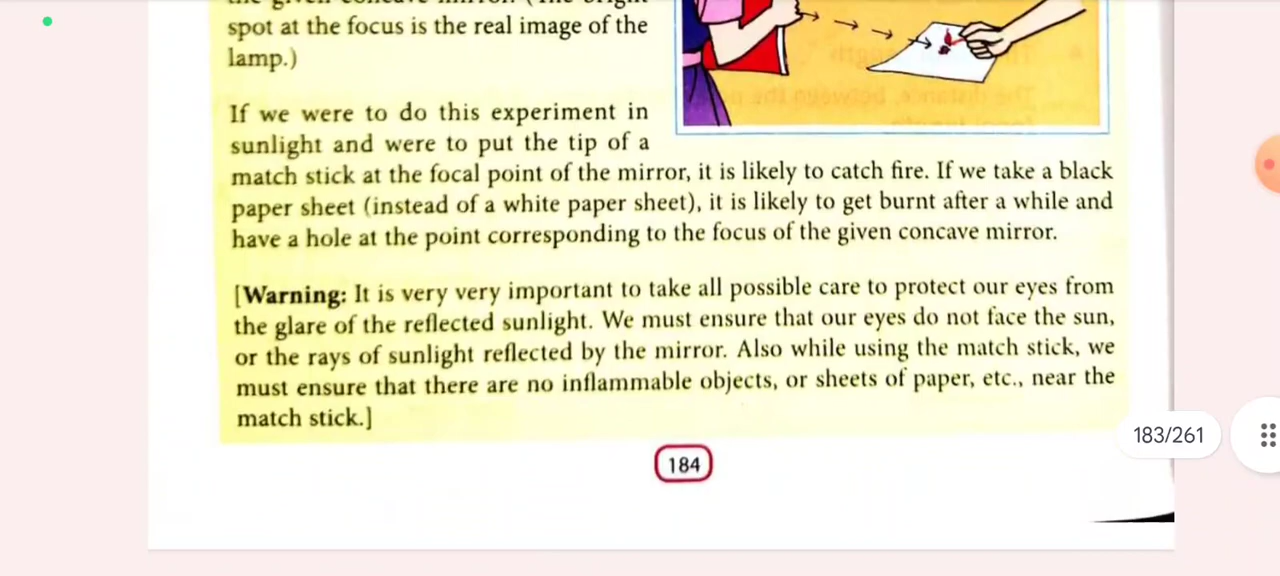 the given concave mirror. (The bright
spot at the focus is the real image of the
lamp.)
If we were to do this experiment in
sunlight and were to put the tip of a
match stick at the focal point of the mirror, it is likely to catch fire. If we take a black
paper sheet (instead of a white paper sheet), it is likely to get burnt after a while and
have a hole at the point corresponding to the focus of the given concave mirror.
[Warning: It is very very important to take all possible care to protect our eyes from
the glare of the reflected sunlight. We must ensure that our eyes do not face the sun,
or the rays of sunlight reflected by the mirror. Also while using the match stick, we
must ensure that there are no inflammable objects, or sheets of paper, etc., near the
match stick.]
183/261
184